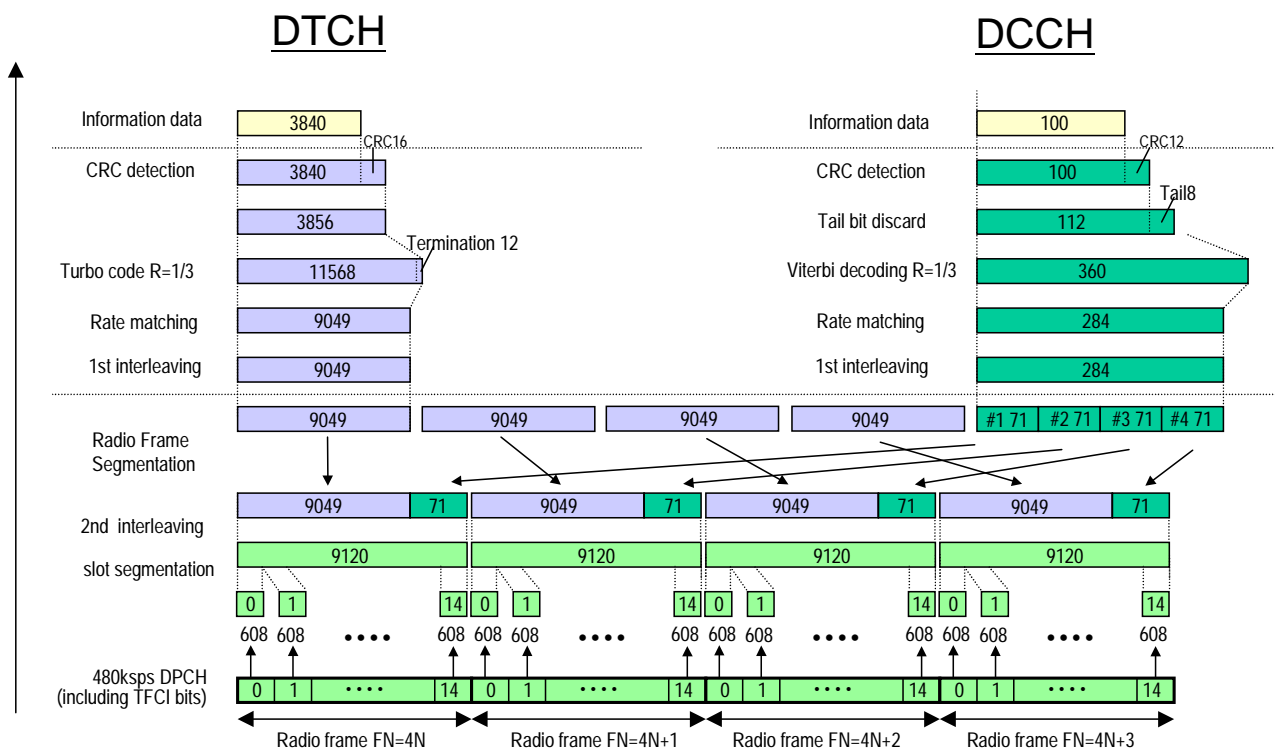 DTCH DCCH
Information data 3840 Information data 100
CRC16 CRC12
CRC detection 3840 CRC detection 100
Tail8
3856 Tail bit discard 112
Termination 12
Turbo code R=1/3 11568 Viterbi decoding R=1/3 360
Rate matching 9049 Rate matching 284
1st interleaving 9049 1st interleaving 284
9049 9049 9049 9049 #1 71 #2 71 #3 71 #4 71
Radio Frame
Segmentation
9049 71 9049 71 9049 71 9049 71
2nd interleaving
9120 9120 9120 9120
slot segmentation
0 1 14 0 1 14 0 1 14 0 1 14
608 608 •••• 608 608 608 •••• 608 608 608 •••• 608 608 608 •••• 608
480ksps DPCH
(including TFCI bits)
0 1 •••• 14 0 1 •••• 14 0 1 •••• 14 0 1 •••• 14
Radio frame FN=4N Radio frame FN=4N+1 Radio frame FN=4N+2 Radio frame FN=4N+3